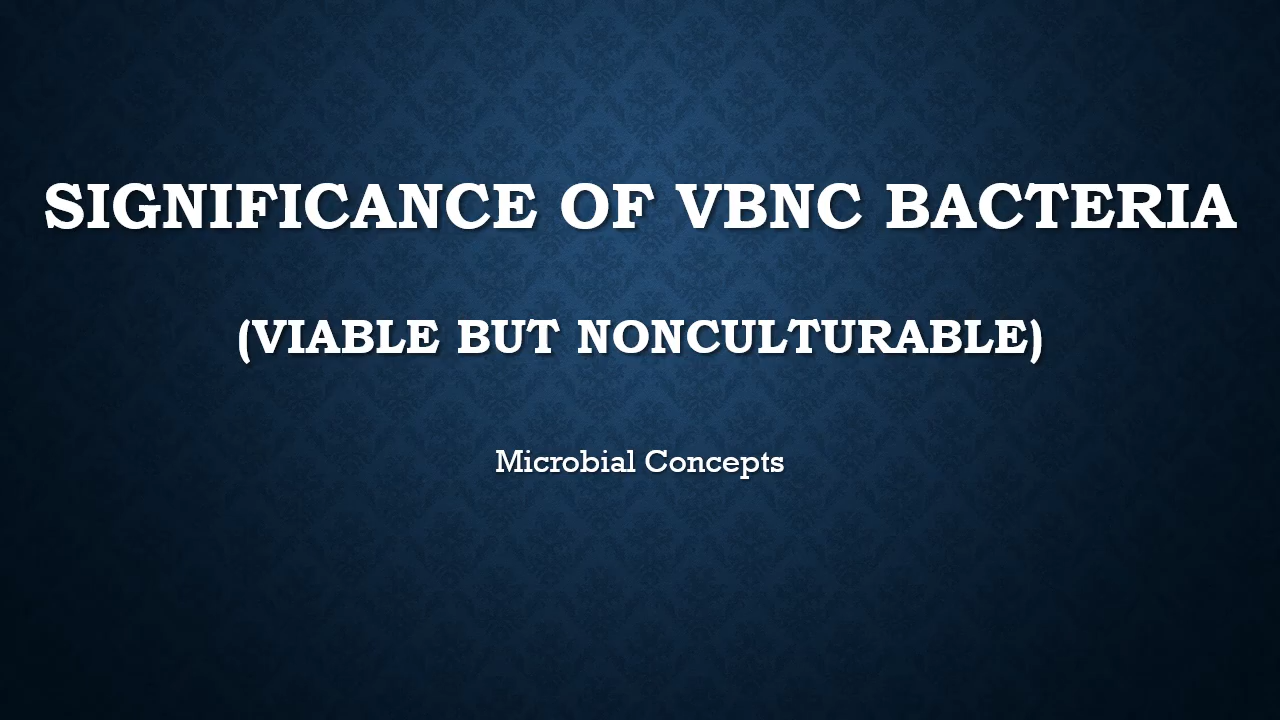 SIGNIFICANCE OF VBNC BACTERIA
(VIABLE BUT NONCULTURABLE)
Microbial Concepts